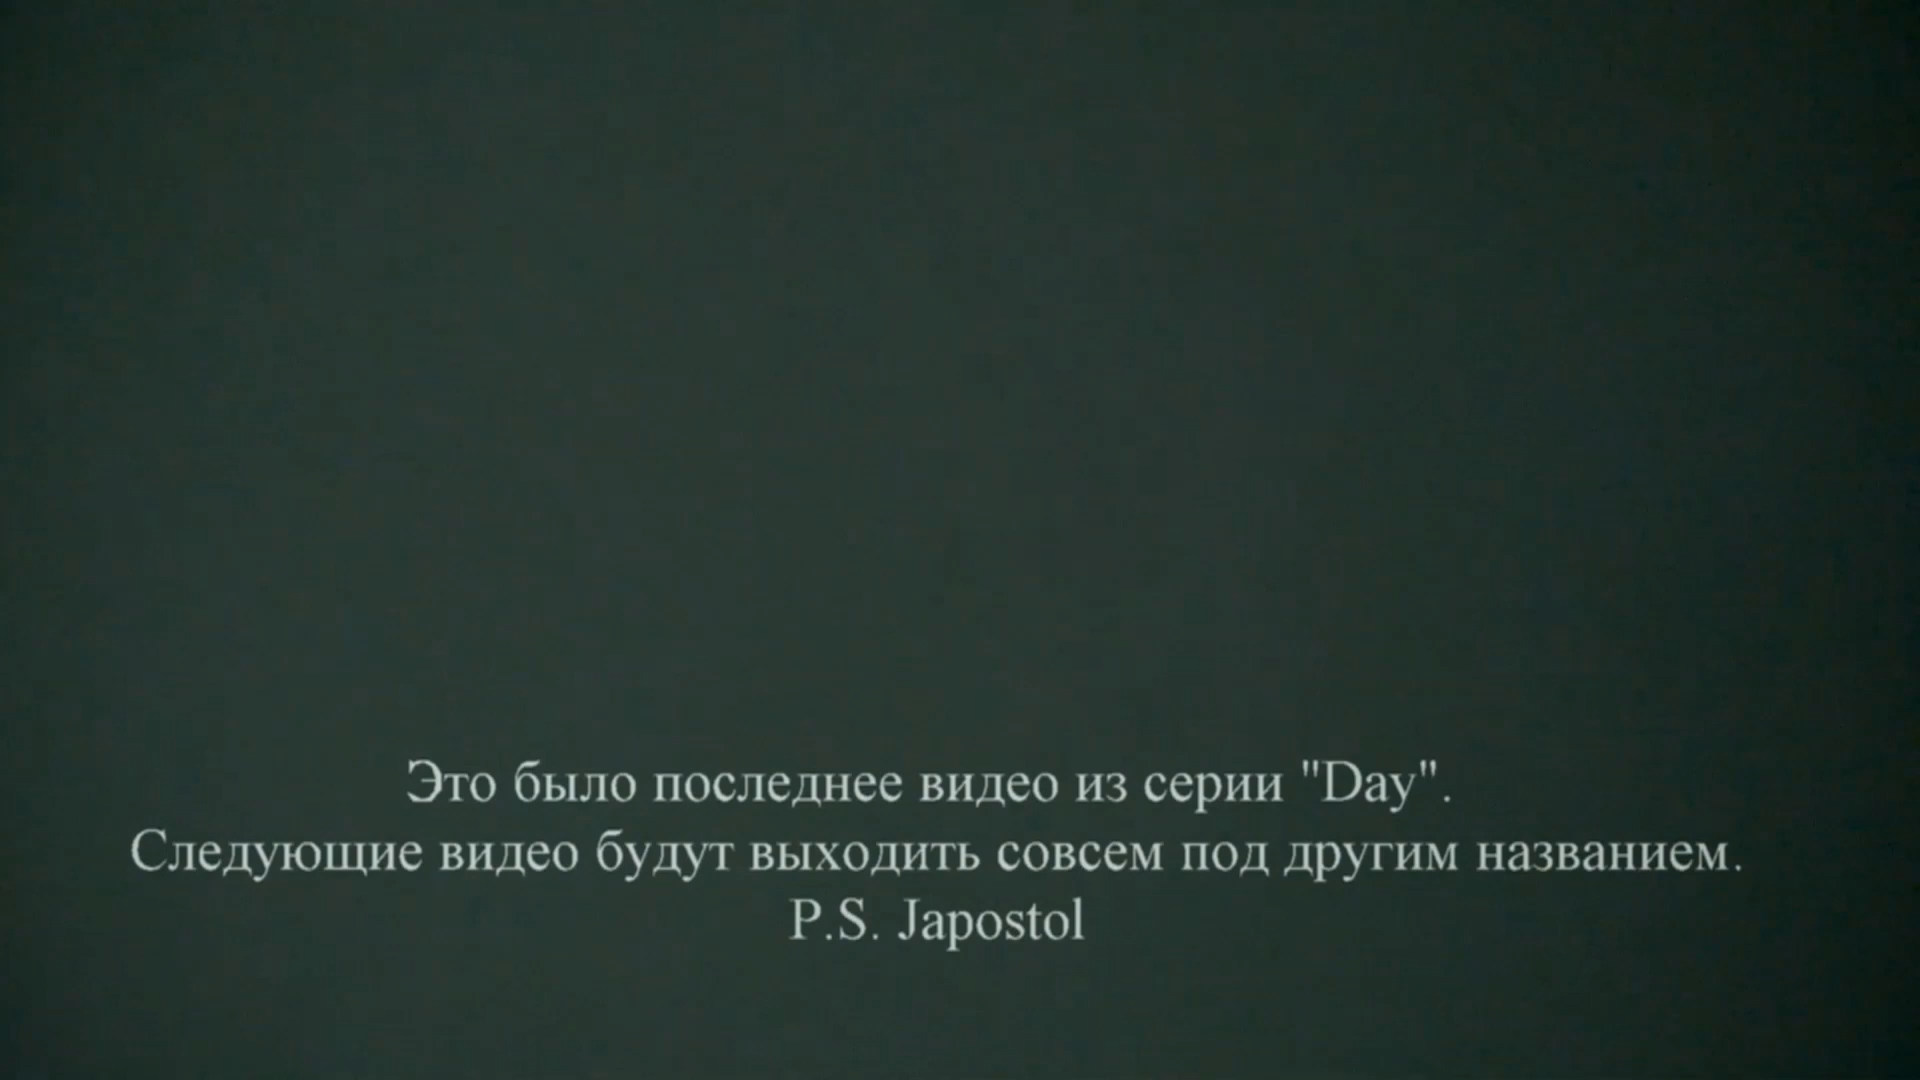 Это было последнее видео из серии "Day".
Следующие видео будут выходить совсем под другим названием.
P.S. Japostol